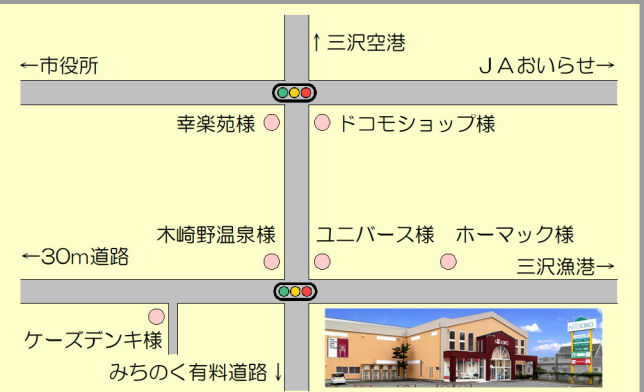 ↑三沢空港
←市役所
JAおいらせ→
幸楽苑様
ドコモショップ様
木崎野温泉様
ユニバース様
ホーマック様
←30m道路
三沢漁港→
ケーズデンキ様
みちのく有料道路↓